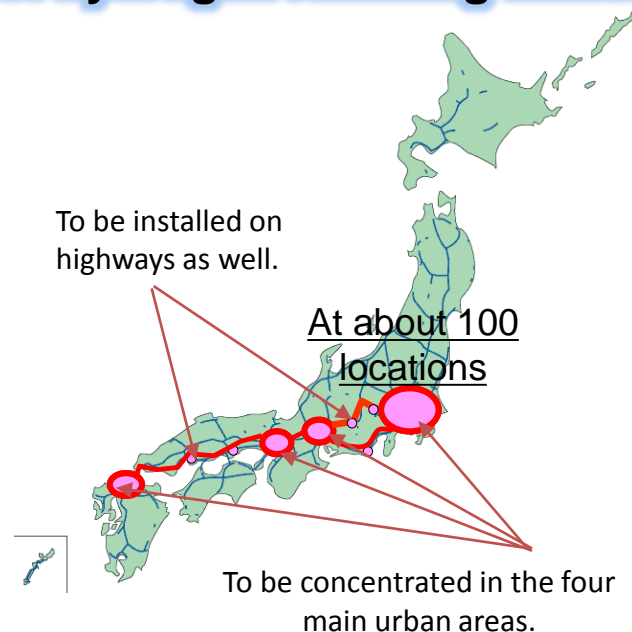 To be installed on
highways as well.
At about 100
locations
To be concentrated in the four
main urban areas.